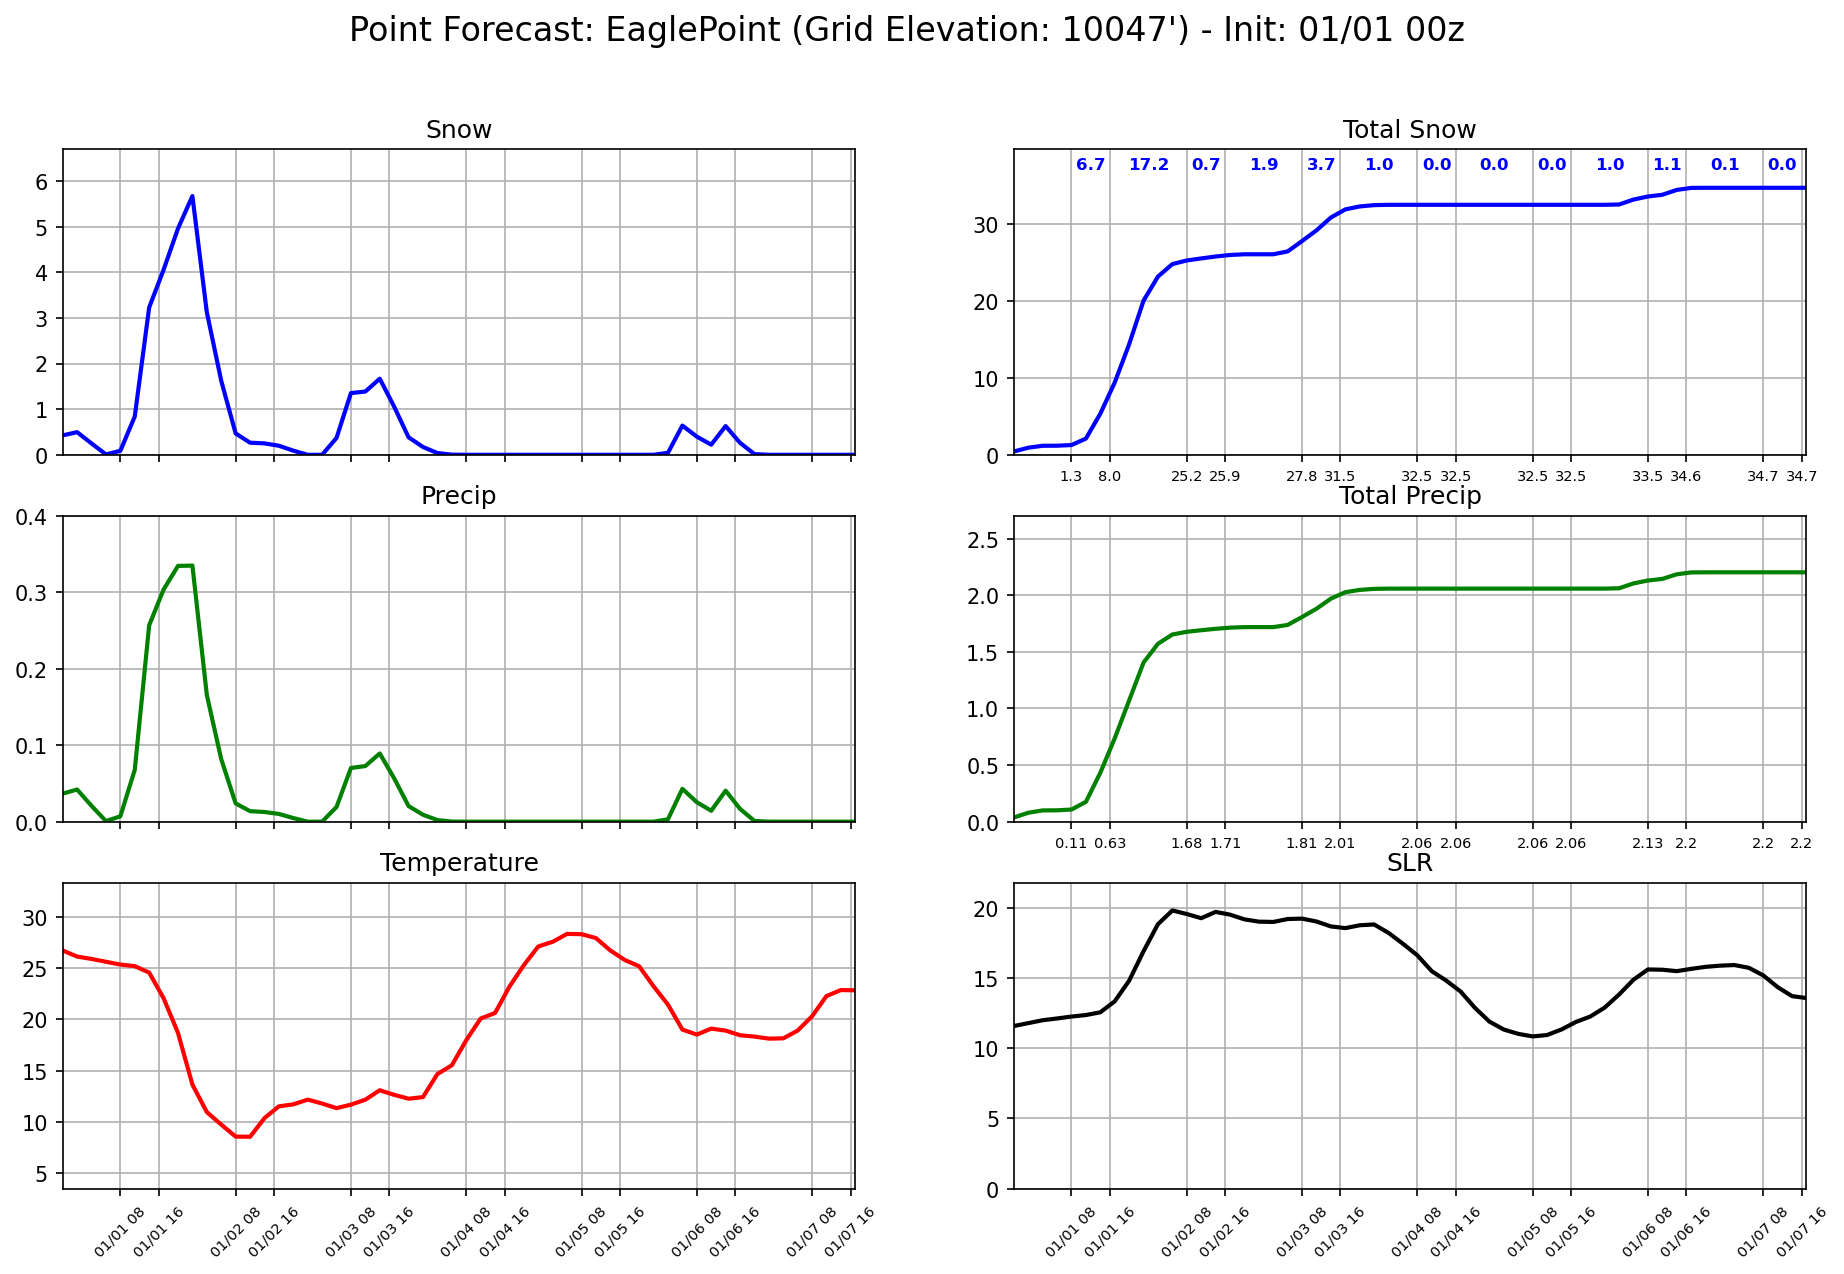 Point Forecast: EaglePoint (Grid Elevation: 10047') - Init: 01/01 00z
Snow
6
5
4
3
2
1
0
Total Snow
6.7 17.2 0.7 1.9 3.7 1.0 0.0 0.0 0.0 1.0 1.1 0.1 0.0
30
20
10
0
1.3 8.0 25.2 25.9 27.8 31.5 32.5 32.5 32.5 32.5 33.5 34.6 34.7 34.7
Precip
0.4
0.3
0.2
0.1
0.0
Total Precip
2.5
2.0
1.5
1.0
0.5
0.0
0.11 0.63 1.68 1.71 1.81 2.01 2.06 2.06 2.06 2.06 2.13 2.2 2.2 2.2
Temperature
30
25
20
15
10
5
01/01 08 01/01 16 01/02 08 01/02 16 01/03 08 01/03 16 01/04 08 01/04 16 01/05 08 01/05 16 01/06 08 01/06 16 01/07 08 01/07 16
SLR
20
15
10
5
0
01/01 08 01/01 16 01/02 08 01/02 16 01/03 08 01/03 16 01/04 08 01/04 16 01/05 08 01/05 16 01/06 08 01/06 16 01/07 08 01/07 16